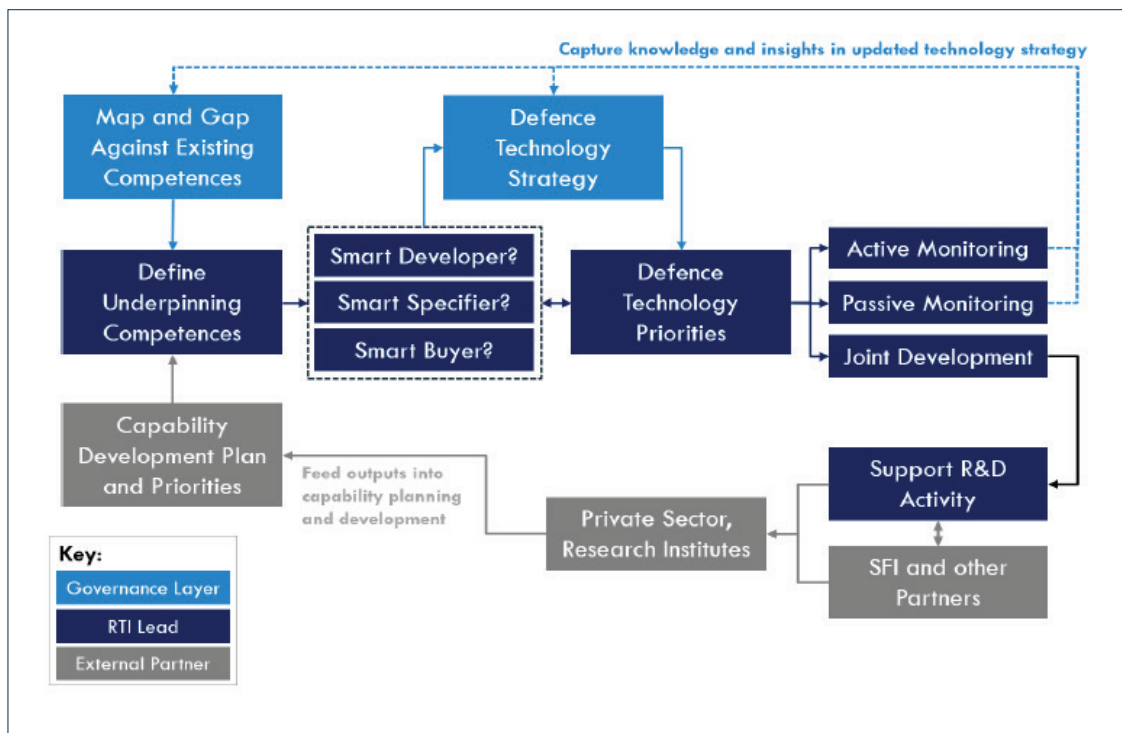 Capture knowledge and insights in updated technology strategy
Map and Gap
Against Existing
Competences
Defence
Technology
Strategy
Define
Underpinning
Competences
Smart Developer?
Smart Specifier?
Smart Buyer?
Defence
Technology
Priorities
Active Monitoring
Passive Monitoring
Joint Development
Capability
Development Plan
and Priorities
Feed outputs into
capability planning
and development
Private Sector,
Research Institutes
Support R&D
Activity
SFI and other
Partners
Key:
Governance Layer
RTI Lead
External Partner